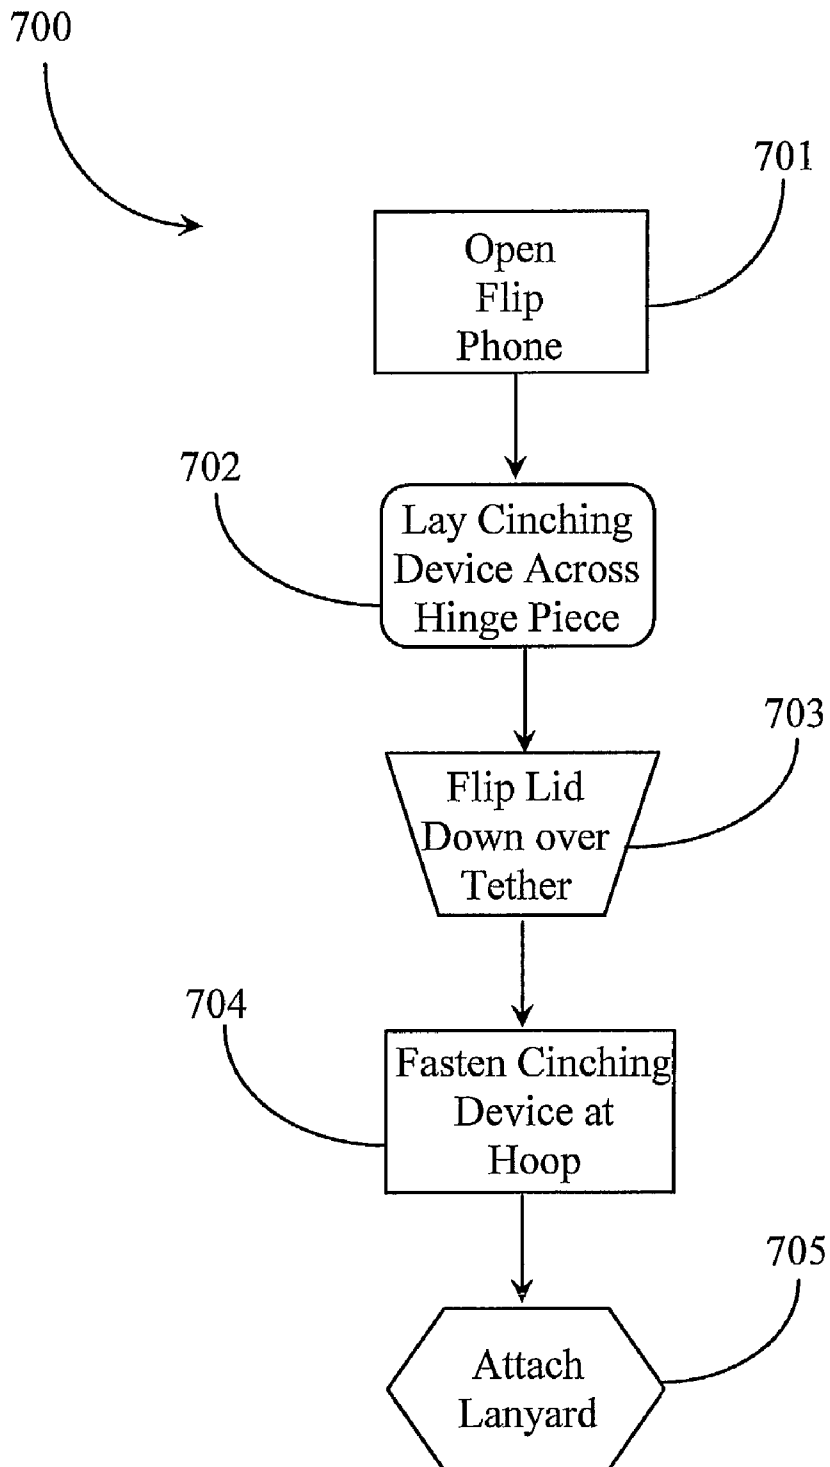 700
701
Open
Flip
Phone
702
Lay Cinching
Device Across
Hinge Piece
703
Flip Lid
Down over
Tether
704
Fasten Cinching
Device at
Hoop
705
Attach
Lanyard